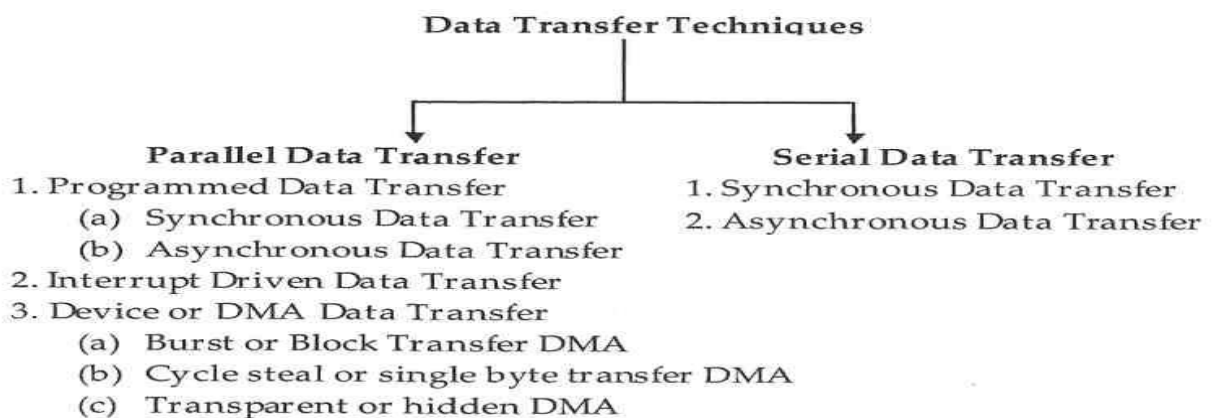 Data Transfer Techniques
Parallel Data Transfer
1. Programmed Data Transfer
(a) Synchronous Data Transfer
(b) Asynchronous Data Transfer
2. Interrupt Driven Data Transfer
3. Device or DMA Data Transfer
(a) Burst or Block Transfer DMA
(b) Cycle steal or single byte transfer DMA
(c) Transparent or hidden DMA
Serial Data Transfer
1. Synchronous Data Transfer
2. Asynchronous Data Transfer